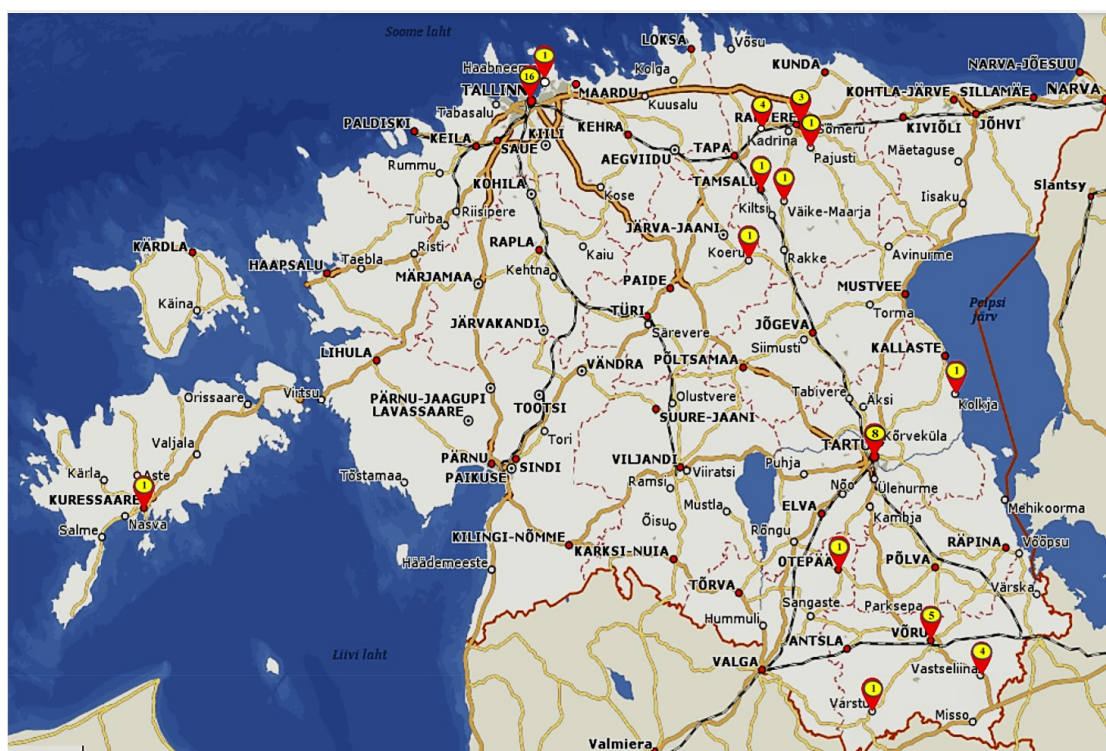 Soome laht
LOKSA
Võsu
1
Haabneeme
Kolga
KUNDA
NARVA-JÕESUU
16
TALLINN
MAARDU
Kuusalu
KOHTLA-JÄRVE
SILLAMÄE
NARVA
Tabasalu
4
3
PALDISKI
KEILA
SAUE
KIILI
KEHRA
Kadrina
Sõmeru
KIVIÕLI
JÕHVI
1
AEGVIIDU
TAPA
Pajusti
Mäetaguse
Rummu
1
1
KOHILA
Kose
TAMSALU
Slantsy
Turba
Riisipere
Kiltsi
Väike-Maarja
Iisaku
KÄRDLA
Risti
RAPLA
Kaiu
JÄRVA-JAANI
1
Koeru
Rakke
Avinurme
HAAPSALU
Taebla
MÄRJAMAA
Kehtna
PAIDE
MUSTVEE
Peipsi
järv
Käina
TÜRI
Särevere
Torma
JÄRVAKANDI
JÕGEVA
Siimusti
KALLASTE
LIHULA
VÄNDRA
PÕLTSAMAA
1
Kolkja
Orissaare
Virtsu
PÄRNU-JAAGUPI
LAVASSAARE
TOOTSI
SUURE-JAANI
Olustvere
Tabivere
Äksi
Valjala
Tori
8
TARTU
Kõrveküla
Kärla
Aste
PÄRNU
SINDI
PAIKUSE
VILJANDI
Viiratsi
Puhja
1
KURESSAARE
Nasva
Tõstamaa
Ramsi
Nõo
Ülenurme
Salme
Mustla
ELVA
Kambja
Mehikoorma
Õisu
Rõngu
KILINGI-NÕMME
KARKSI-NUIA
1
OTEPÄÄ
RÄPINA
Võõpsu
Häädemeeste
TÕRVA
PÕLVA
Värska
Sangaste
Parksepa
Hummuli
5
VÕRU
Liivi laht
ANTSLA
4
VALGA
Vastseliina
1
Varstu
Misso
Valmiera